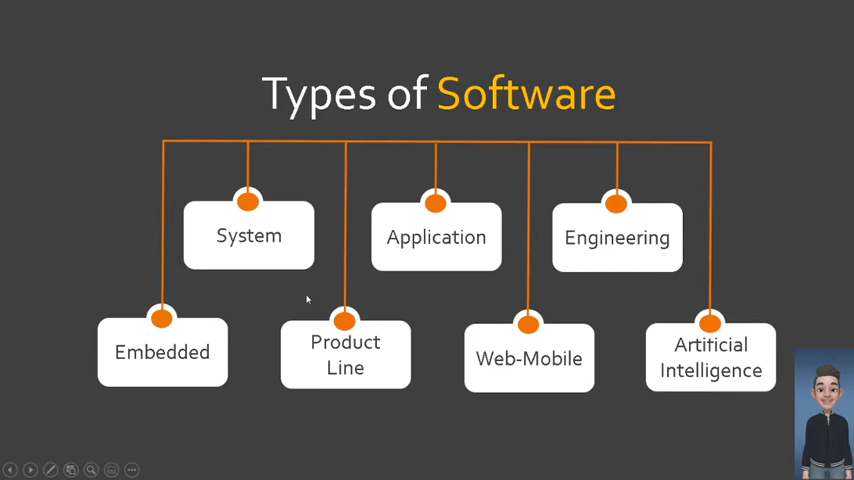 Types of Software
System
Application
Engineering
Embedded
Product
Line
Web-Mobile
Artificial
Intelligence